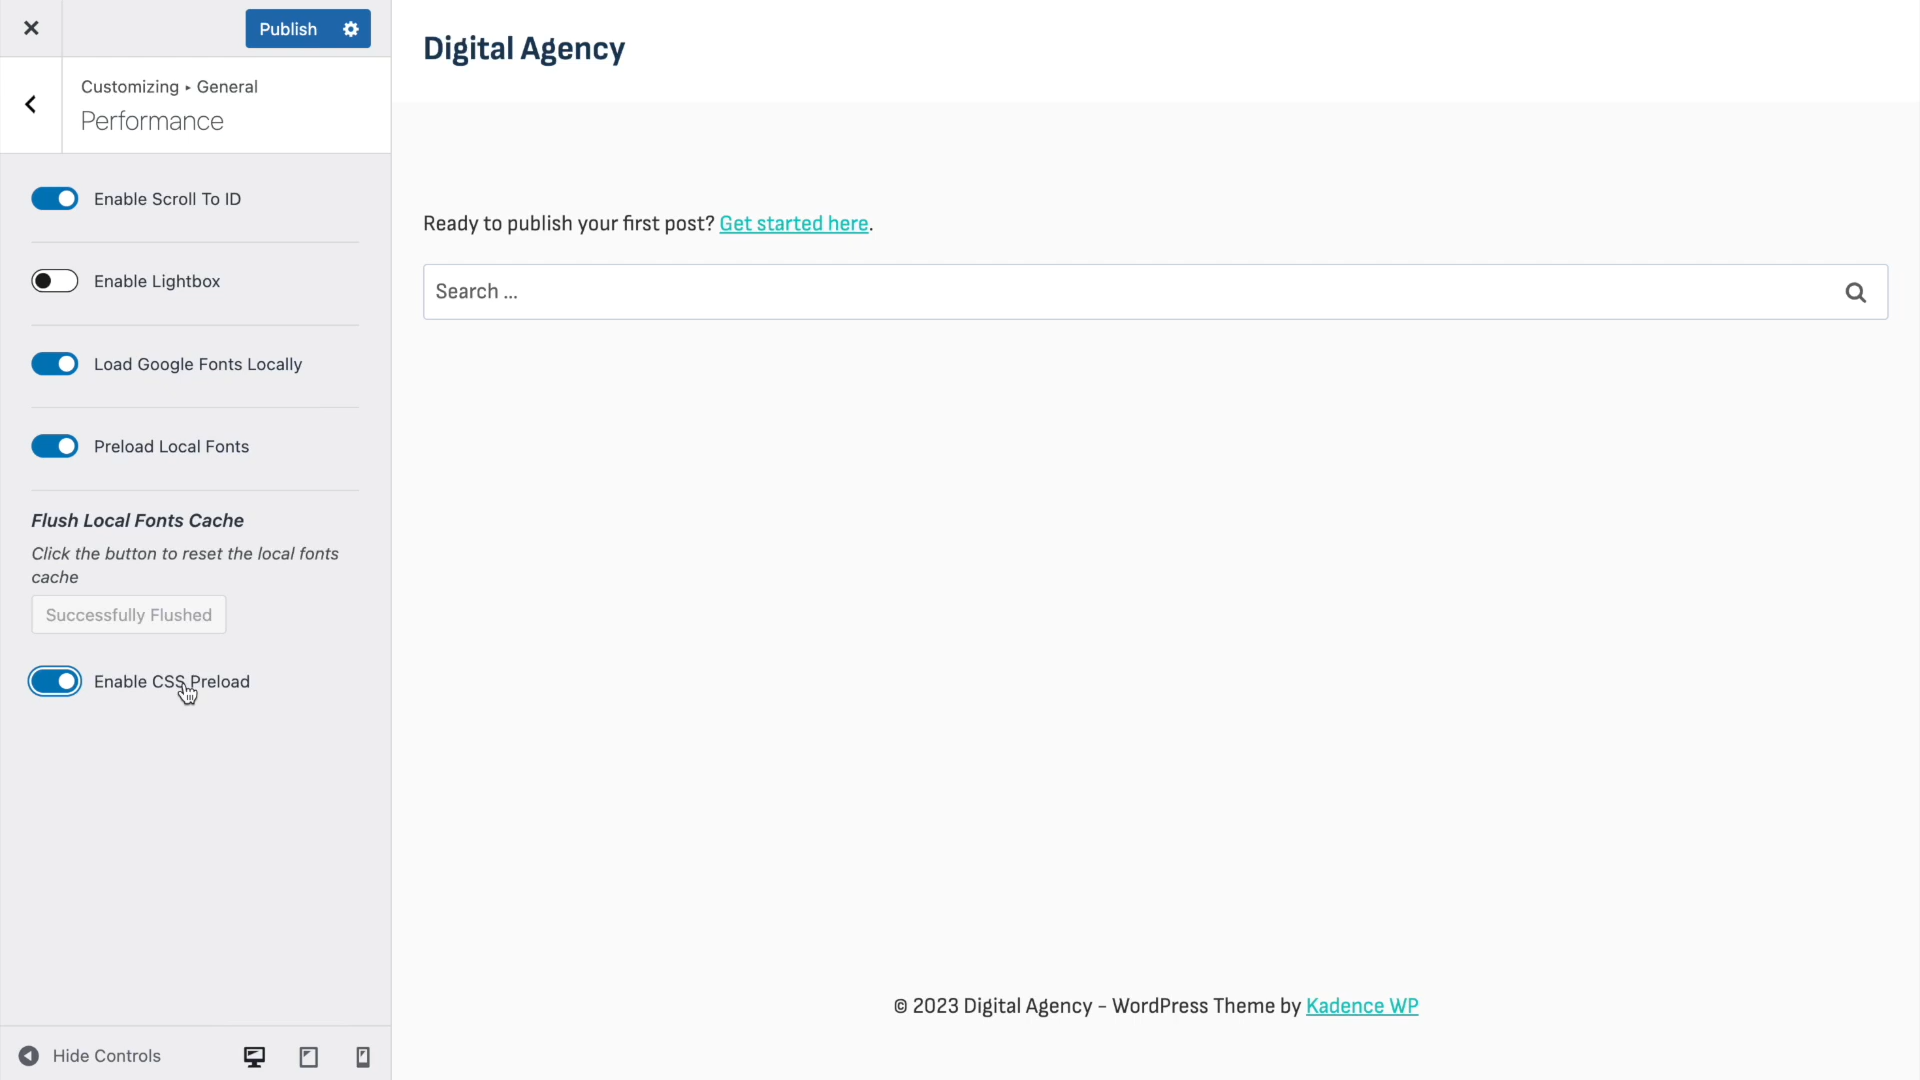 Publish
Customizing ▸ General
Performance
Enable Scroll To ID
Enable Lightbox
Load Google Fonts Locally
Preload Local Fonts
Flush Local Fonts Cache
Click the button to reset the local fonts
cache
Successfully Flushed
Enable CSS Preload
Hide Controls
Digital Agency
Ready to publish your first post? Get started here.
Search ...
© 2023 Digital Agency - WordPress Theme by Kadence WP